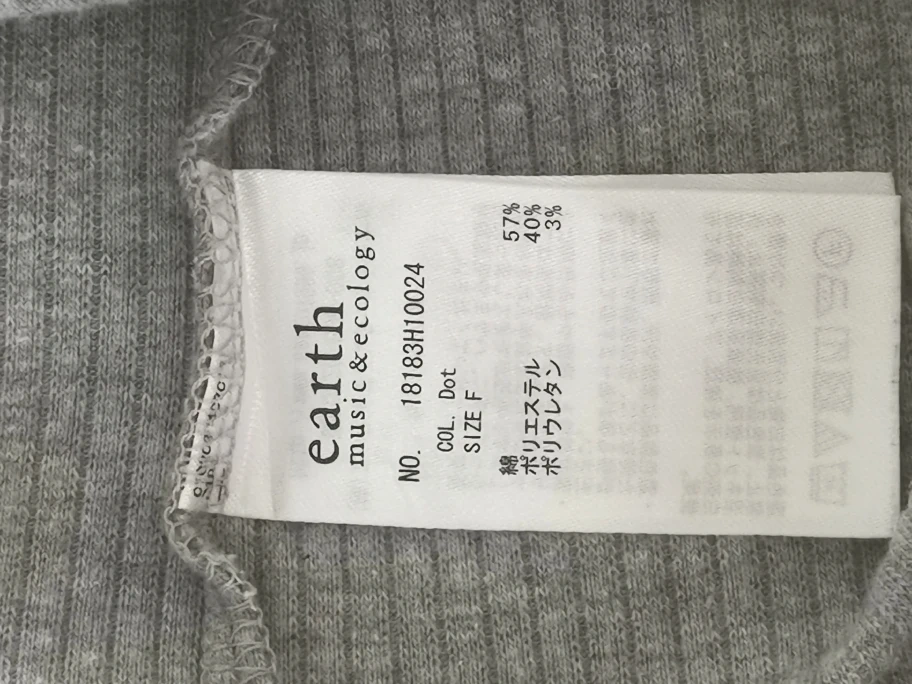 earth
music&ecology
NO. 18183H10024
COL. Dot
SIZE F
綿 57%
ポリエステル 40%
ポリウレタン 3%